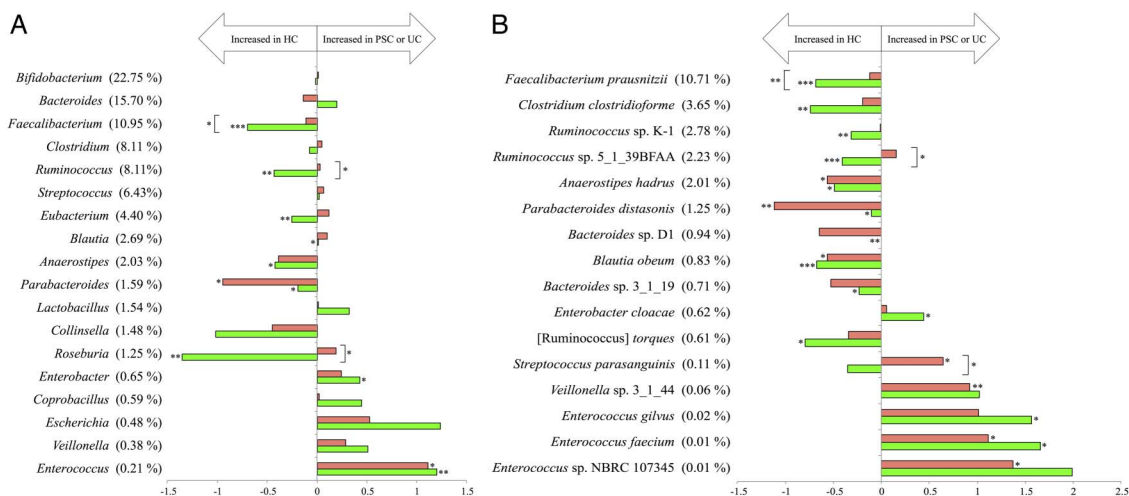 A
Increased in HC
Increased in PSC or UC
Bifidobacterium (22.75 %)
Bacteroides (15.70 %)
Faecalibacterium (10.95 %)
*
***
Clostridium (8.11 %)
Ruminococcus (8.11%)
**
*
Streptococcus (6.43%)
Eubacterium (4.40 %)
**
Blautia (2.69 %)
*
Anaerostipes (2.03 %)
*
Parabacteroides (1.59 %)
*
*
Lactobacillus (1.54 %)
Collinsella (1.48 %)
Roseburia (1.25 %)
**
*
Enterobacter (0.65 %)
*
Coprobacillus (0.59 %)
Escherichia (0.48 %)
Veillonella (0.38 %)
Enterococcus (0.21 %)
*
**
-1.5 -1 -0.5 0 0.5 1 1.5
B
Increased in HC
Increased in PSC or UC
Faecalibacterium prausnitzii (10.71 %)
**
***
Clostridium clostridioforme (3.65 %)
**
Ruminococcus sp. K-1 (2.78 %)
**
Ruminococcus sp. 5_1_39BFAA (2.23 %)
***
*
Anaerostipes hadrus (2.01 %)
*
*
Parabacteroides distasonis (1.25 %)
**
*
Bacteroides sp. D1 (0.94 %)
**
Blautia obeum (0.83 %)
*
***
Bacteroides sp. 3_1_19 (0.71 %)
*
Enterobacter cloacae (0.62 %)
*
[Ruminococcus] torques (0.61 %)
*
Streptococcus parasanguinis (0.11 %)
*
*
Veillonella sp. 3_1_44 (0.06 %)
**
Enterococcus gilvus (0.02 %)
*
Enterococcus faecium (0.01 %)
*
*
Enterococcus sp. NBRC 107345 (0.01 %)
*
-1.5 -1 -0.5 0 0.5 1 1.5 2 2.5